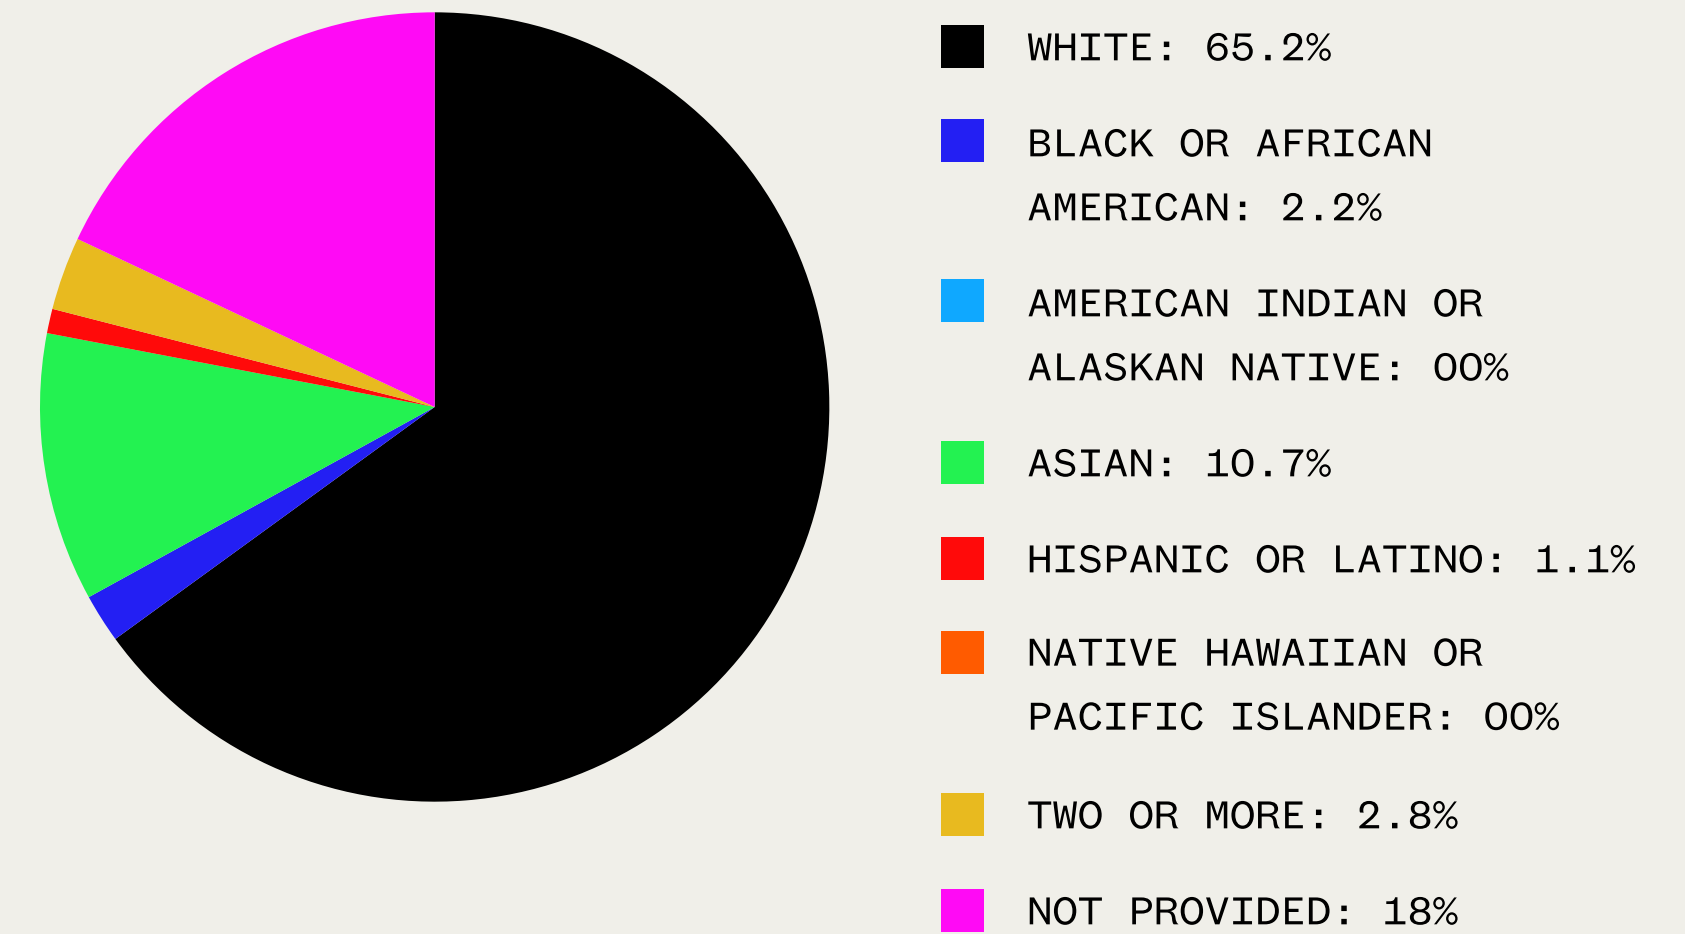 WHITE: 65.2%
BLACK OR AFRICAN
AMERICAN: 2.2%
AMERICAN INDIAN OR
ALASKAN NATIVE: 00%
ASIAN: 10.7%
HISPANIC OR LATINO: 1.1%
NATIVE HAWAIIAN OR
PACIFIC ISLANDER: 00%
TWO OR MORE: 2.8%
NOT PROVIDED: 18%